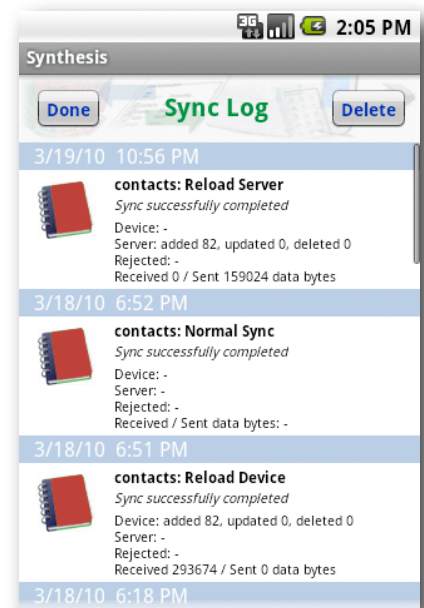 3G
2:05 PM
Synthesis
Done
Sync Log
Delete
3/19/10 10:56 PM
contacts: Reload Server
Sync successfully completed
Device: -
Server: added 82, updated 0, deleted 0
Rejected: -
Received 0 / Sent 159024 data bytes
3/18/10 6:52 PM
contacts: Normal Sync
Sync successfully completed
Device: -
Server: -
Rejected: -
Received / Sent data bytes: -
3/18/10 6:51 PM
contacts: Reload Device
Sync successfully completed
Device: added 82, updated 0, deleted 0
Server: -
Rejected: -
Received 293674 / Sent 0 data bytes
3/18/10 6:18 PM